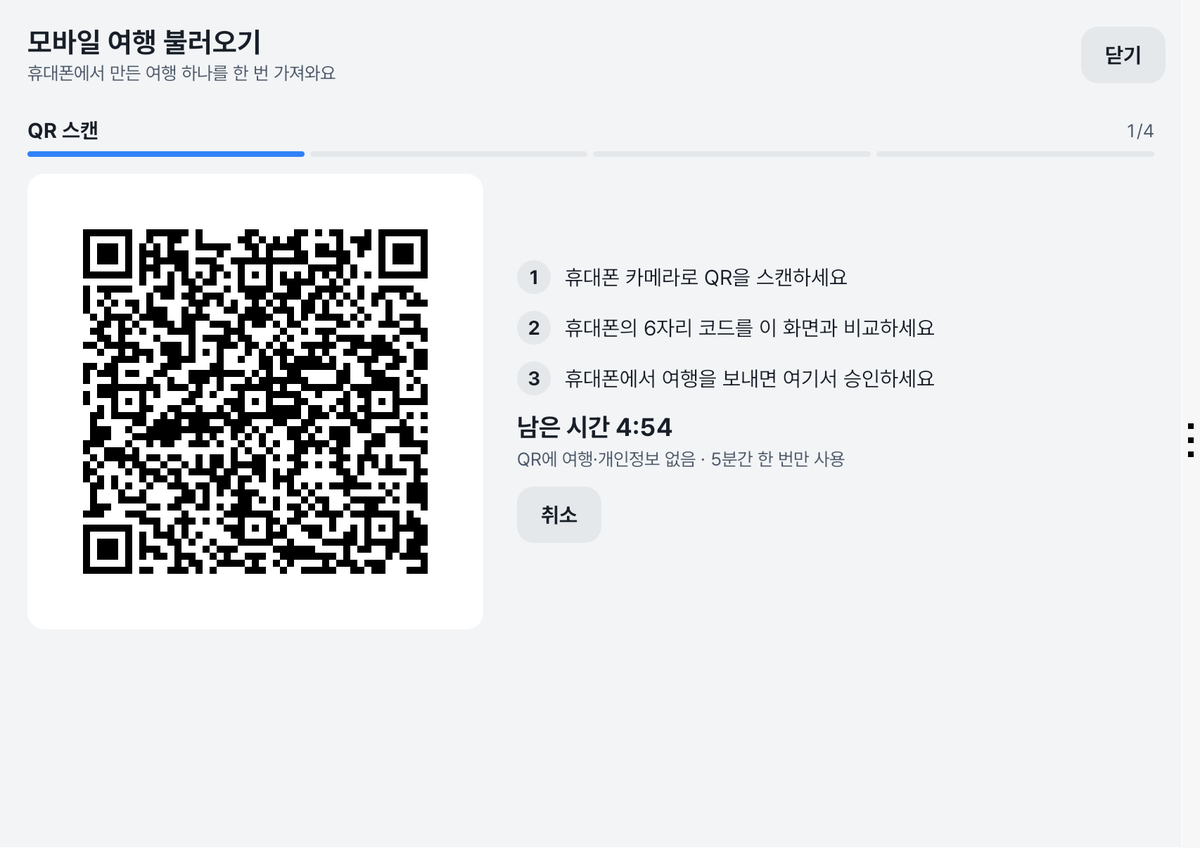 모바일 여행 불러오기
휴대폰에서 만든 여행 하나를 한 번 가져와요
닫기
QR 스캔
1/4
1 휴대폰 카메라로 QR을 스캔하세요
2 휴대폰의 6자리 코드를 이 화면과 비교하세요
3 휴대폰에서 여행을 보내면 여기서 승인하세요
남은 시간 4:54
QR에 여행·개인정보 없음 · 5분간 한 번만 사용
취소